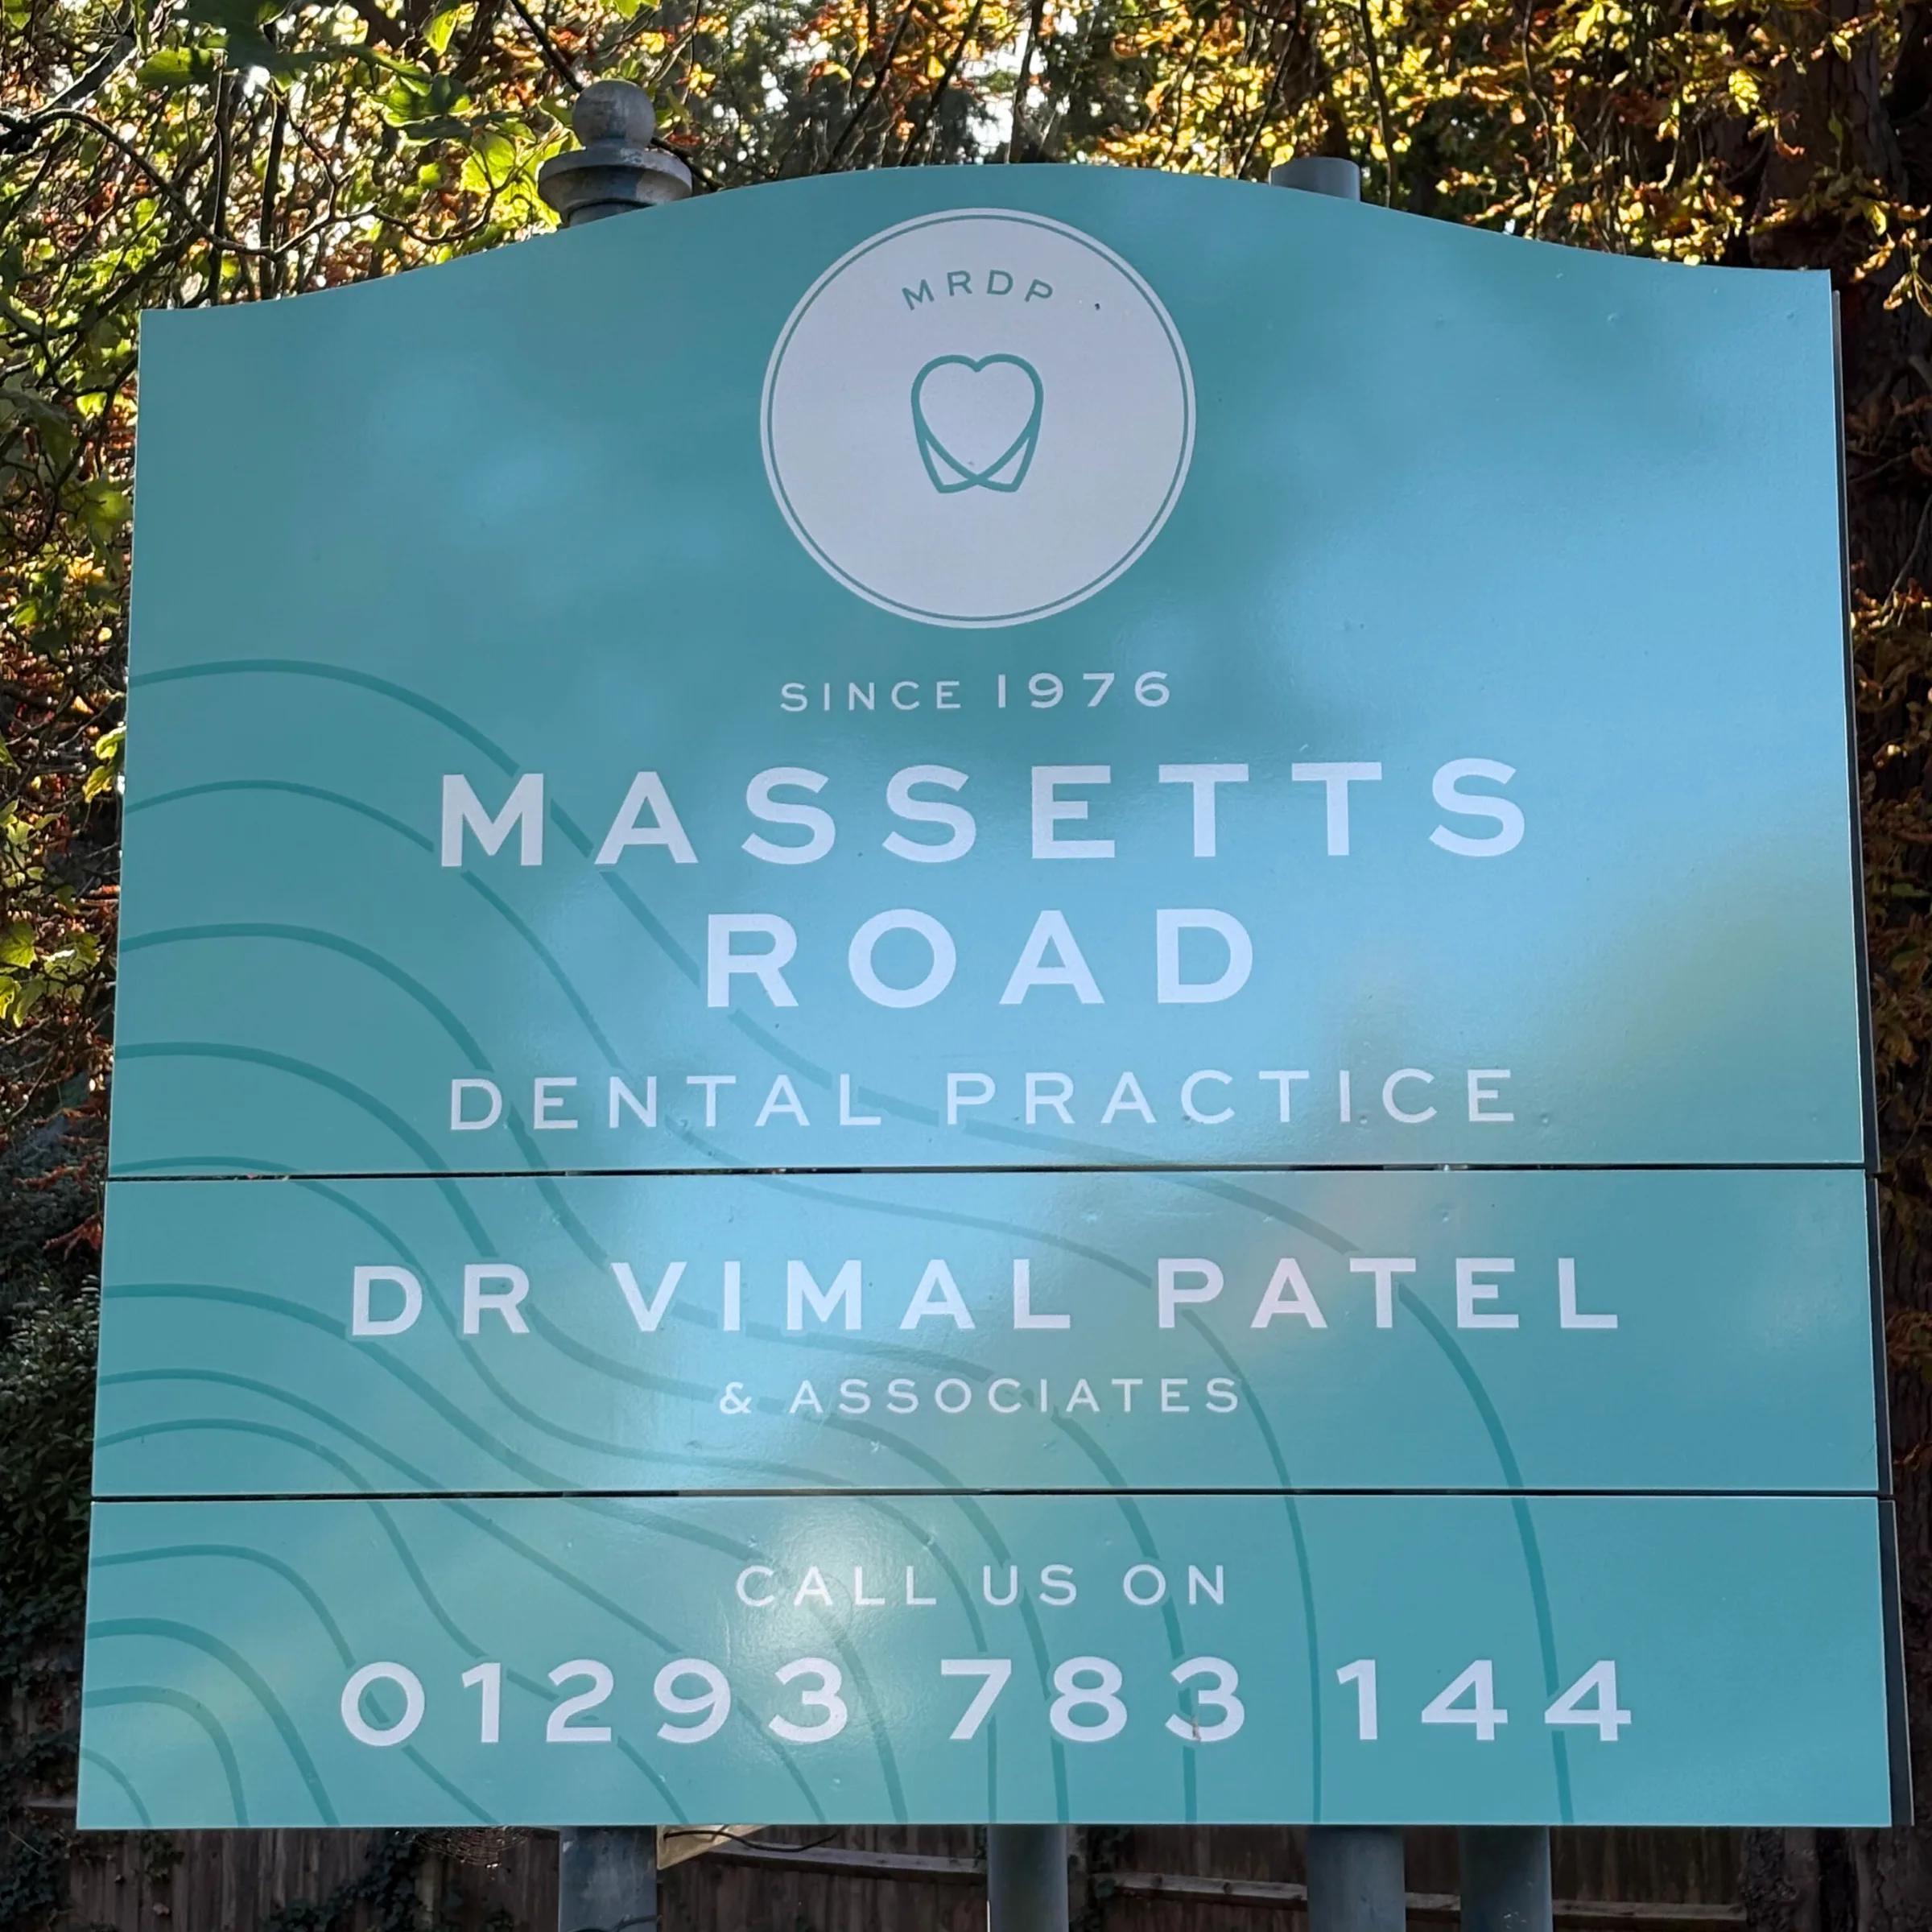 MRDP
SINCE 1976
MASSETTS
ROAD
DENTAL PRACTICE
DR VIMAL PATEL
& ASSOCIATES
CALL US ON
01293 783 144